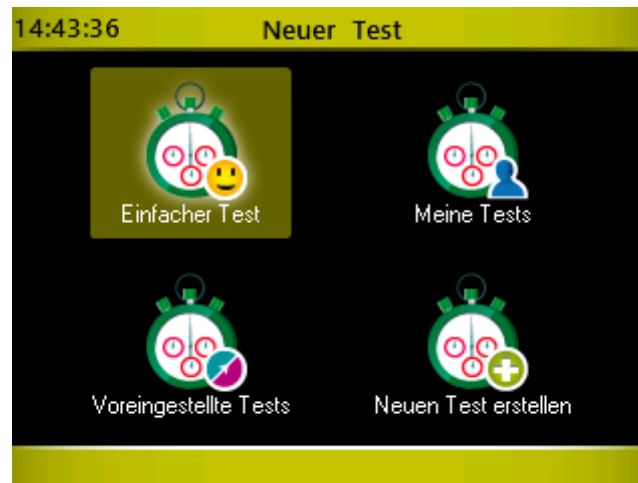 14:43:36 Neuer Test
Einfacher Test
Meine Tests
Voreingestellte Tests
Neuen Test erstellen